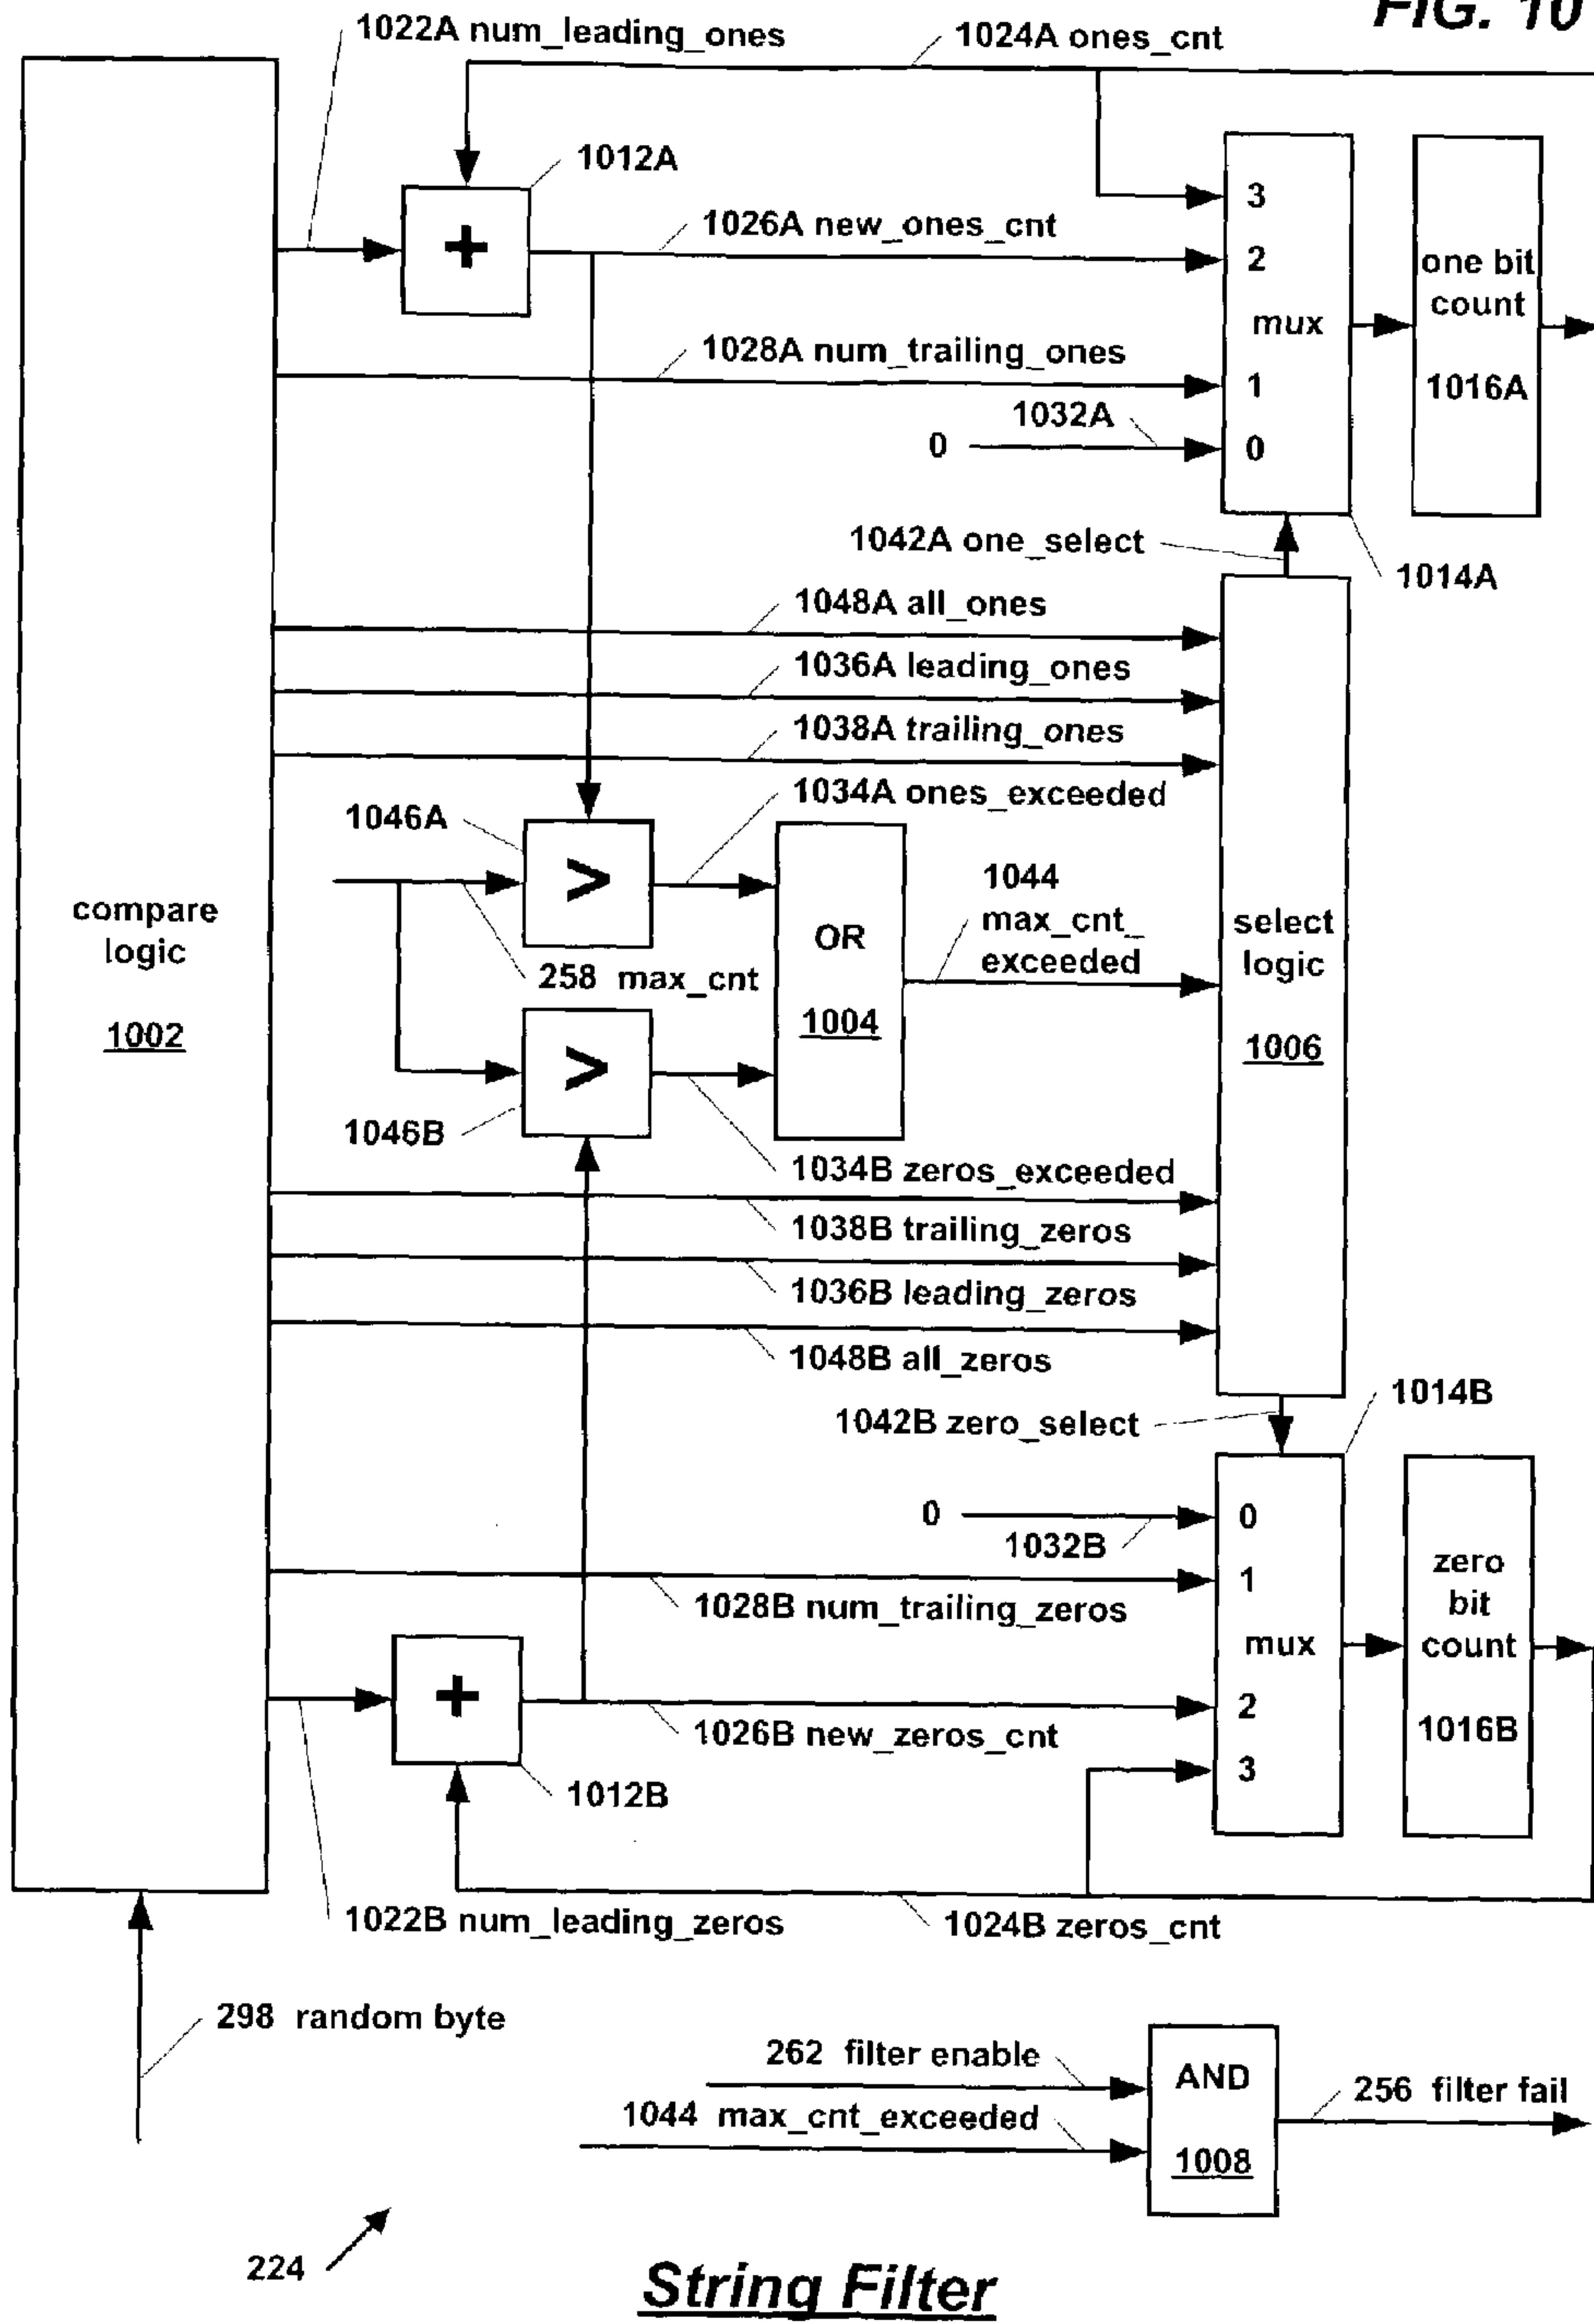 FIG. 10
1022A num_leading_ones
1024A ones_cnt
1012A
+
1026A new_ones_cnt
1028A num_trailing_ones
1032A
0
3
2
mux
1
0
one bit
count
1016A
1042A one_select
1014A
1048A all_ones
1036A leading_ones
1038A trailing_ones
1034A ones_exceeded
1046A
>
258 max_cnt
OR
1004
1044
max_cnt_
exceeded
compare
logic
1002
select
logic
1006
>
1046B
1034B zeros_exceeded
1038B trailing_zeros
1036B leading_zeros
1048B all_zeros
1042B zero_select
1014B
0
1032B
0
1
mux
2
3
zero
bit
count
1016B
1028B num_trailing_zeros
+
1026B new_zeros_cnt
1012B
1022B num_leading_zeros
1024B zeros_cnt
298 random byte
262 filter enable
1044 max_cnt_exceeded
AND
1008
256 filter fail
224
String Filter